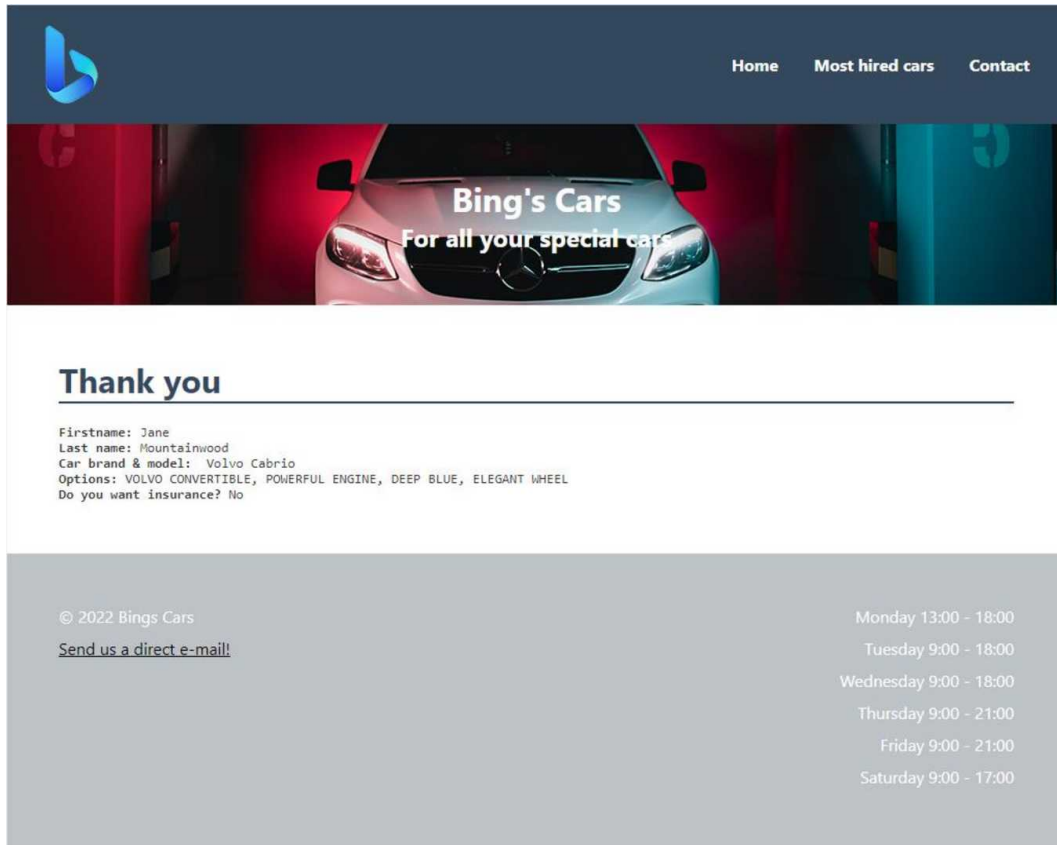 Home Most hired cars Contact
Bing's Cars
For all your special cars
Thank you
Firstname: Jane
Last name: Mountainwood
Car brand & model: Volvo Cabrio
Options: VOLVO CONVERTIBLE, POWERFUL ENGINE, DEEP BLUE, ELEGANT WHEEL
Do you want insurance? No
© 2022 Bings Cars
Send us a direct e-mail!
Monday 13:00 - 18:00
Tuesday 9:00 - 18:00
Wednesday 9:00 - 18:00
Thursday 9:00 - 21:00
Friday 9:00 - 21:00
Saturday 9:00 - 17:00